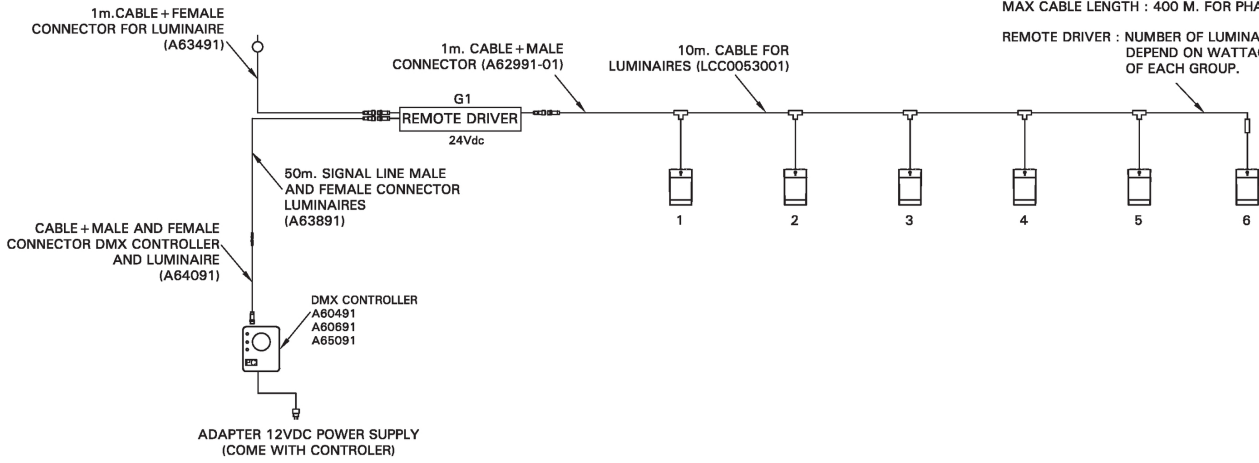 1m.CABLE+FEMALE
CONNECTOR FOR LUMINAIRE
(A63491)
1m. CABLE+MALE
CONNECTOR (A62991-01)
10m. CABLE FOR
LUMINAIRES (LCC0053001)
MAX CABLE LENGTH : 400 M. FOR
REMOTE DRIVER : NUMBER OF
DEPEND ON
OF EACH GROUP.
G1
REMOTE DRIVER
24Vdc
50m. SIGNAL LINE MALE
AND FEMALE CONNECTOR
LUMINAIRES
(A63891)
1
2
3
4
5
6
CABLE+MALE AND FEMALE
CONNECTOR DMX CONTROLLER
AND LUMINAIRE
(A64091)
DMX CONTROLLER
A60491
A60691
A65091
ADAPTER 12VDC POWER SUPPLY
(COME WITH CONTROLER)